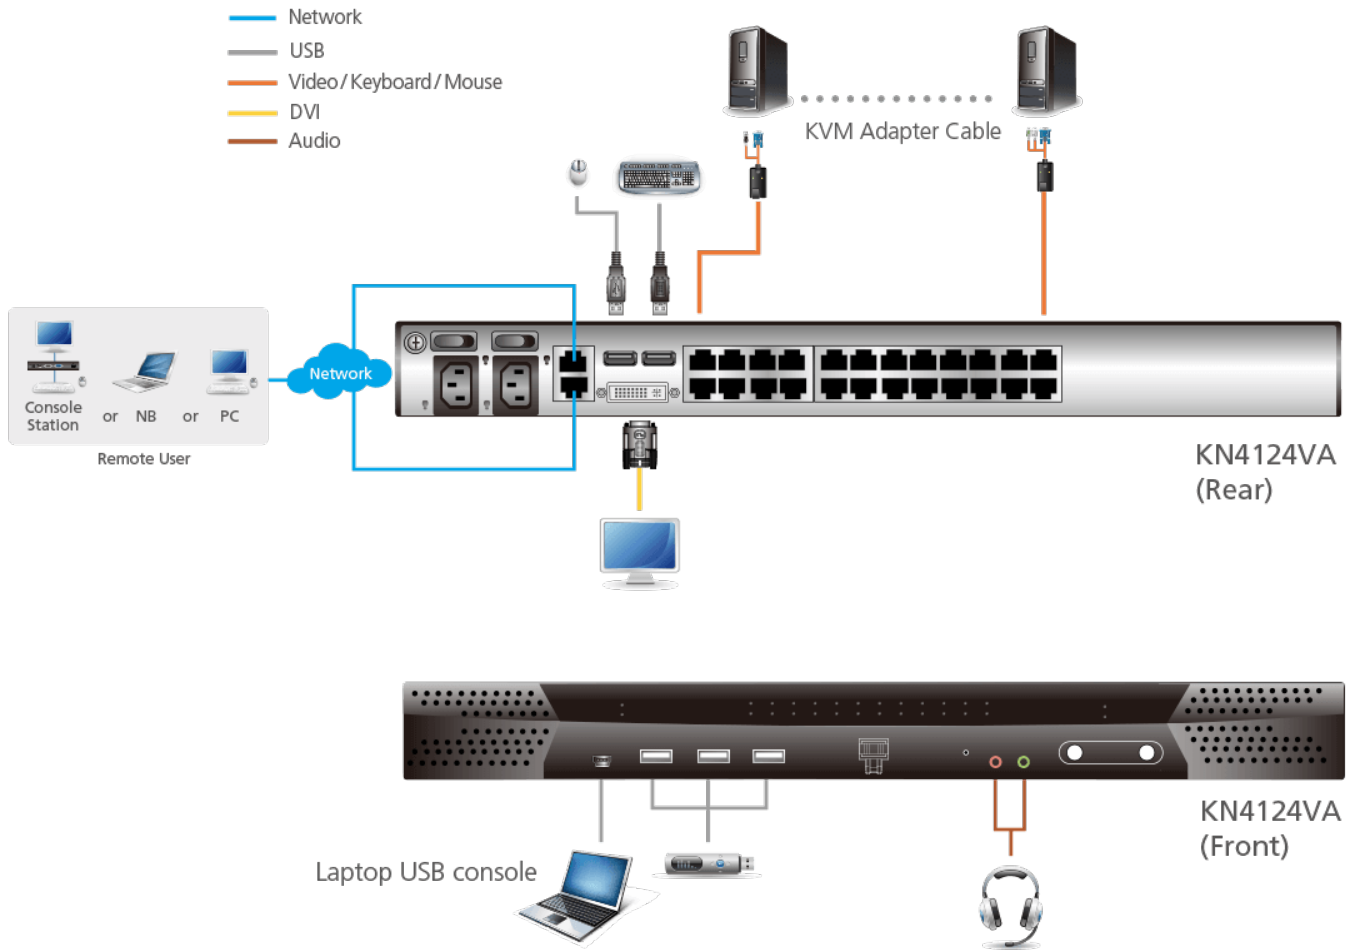 Network
USB
Video / Keyboard / Mouse
DVI
Audio
KVM Adapter Cable
Network
Console
Station
or
NB
or
PC
Remote User
KN4124VA
(Rear)
KN4124VA
(Front)
Laptop USB console